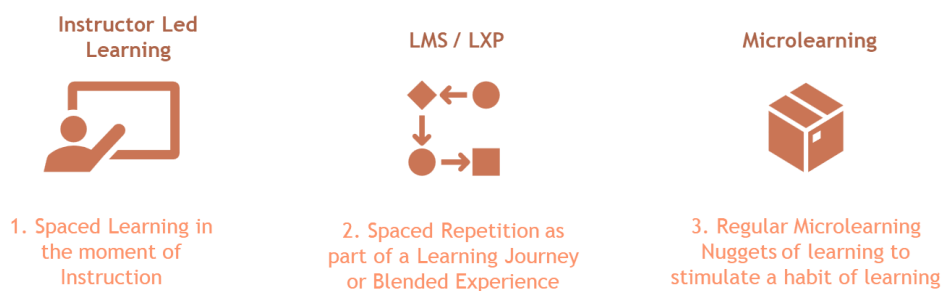 Instructor Led
Learning
LMS / LXP
Microlearning
1. Spaced Learning in
the moment of
Instruction
2. Spaced Repetition as
part of a Learning Journey
or Blended Experience
3. Regular Microlearning
Nuggets of learning to
stimulate a habit of learning